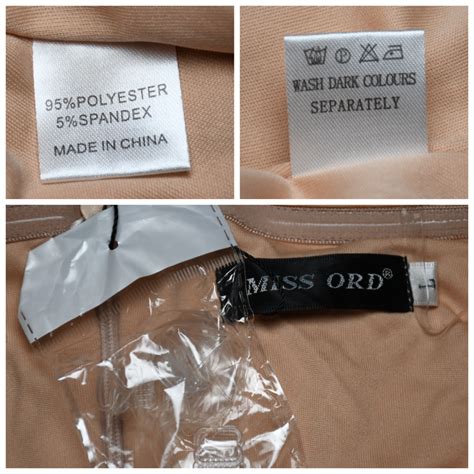 95%POLYESTER
5%SPANDEX
MADE IN CHINA
WASH DARK COLOURS
SEPARATELY
MISS ORD®
L